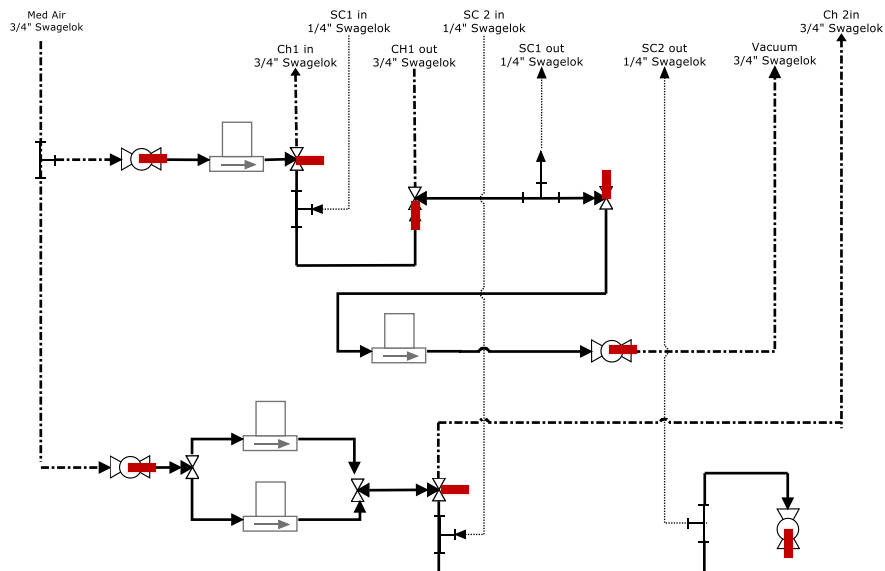 Med Air
3/4" Swagelok
SC1 in
1/4" Swagelok
SC 2 in
1/4" Swagelok
Ch 2in
3/4" Swagelok
Ch1 in
3/4" Swagelok
CH1 out
3/4" Swagelok
SC1 out
1/4" Swagelok
SC2 out
1/4" Swagelok
Vacuum
3/4" Swagelok